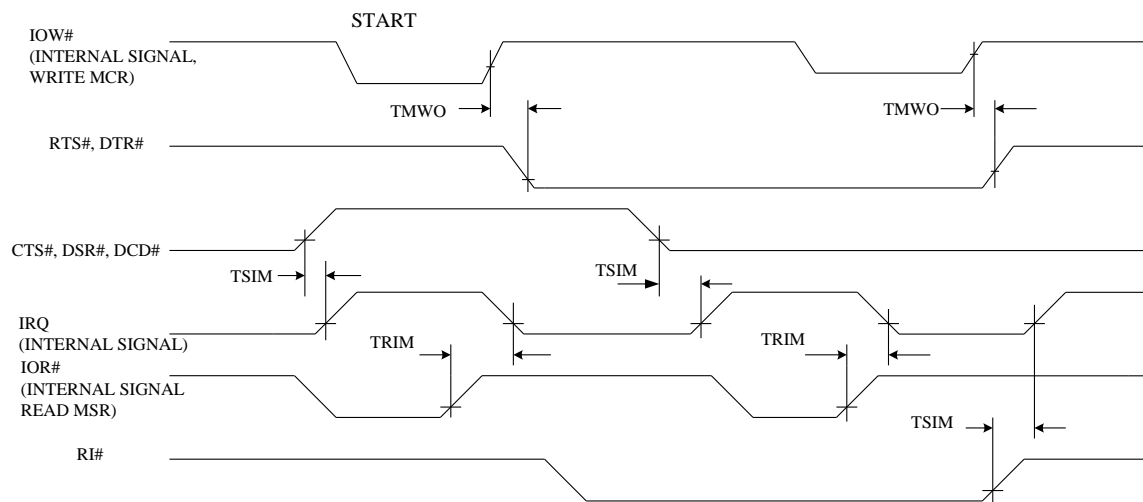 START
IOW#
(INTERNAL SIGNAL,
WRITE MCR)
TMWO
TMWO
RTS#, DTR#
CTS#, DSR#, DCD#
TSIM
TSIM
IRQ
(INTERNAL SIGNAL)
TRIM
TRIM
IOR#
(INTERNAL SIGNAL
READ MSR)
TSIM
RI#